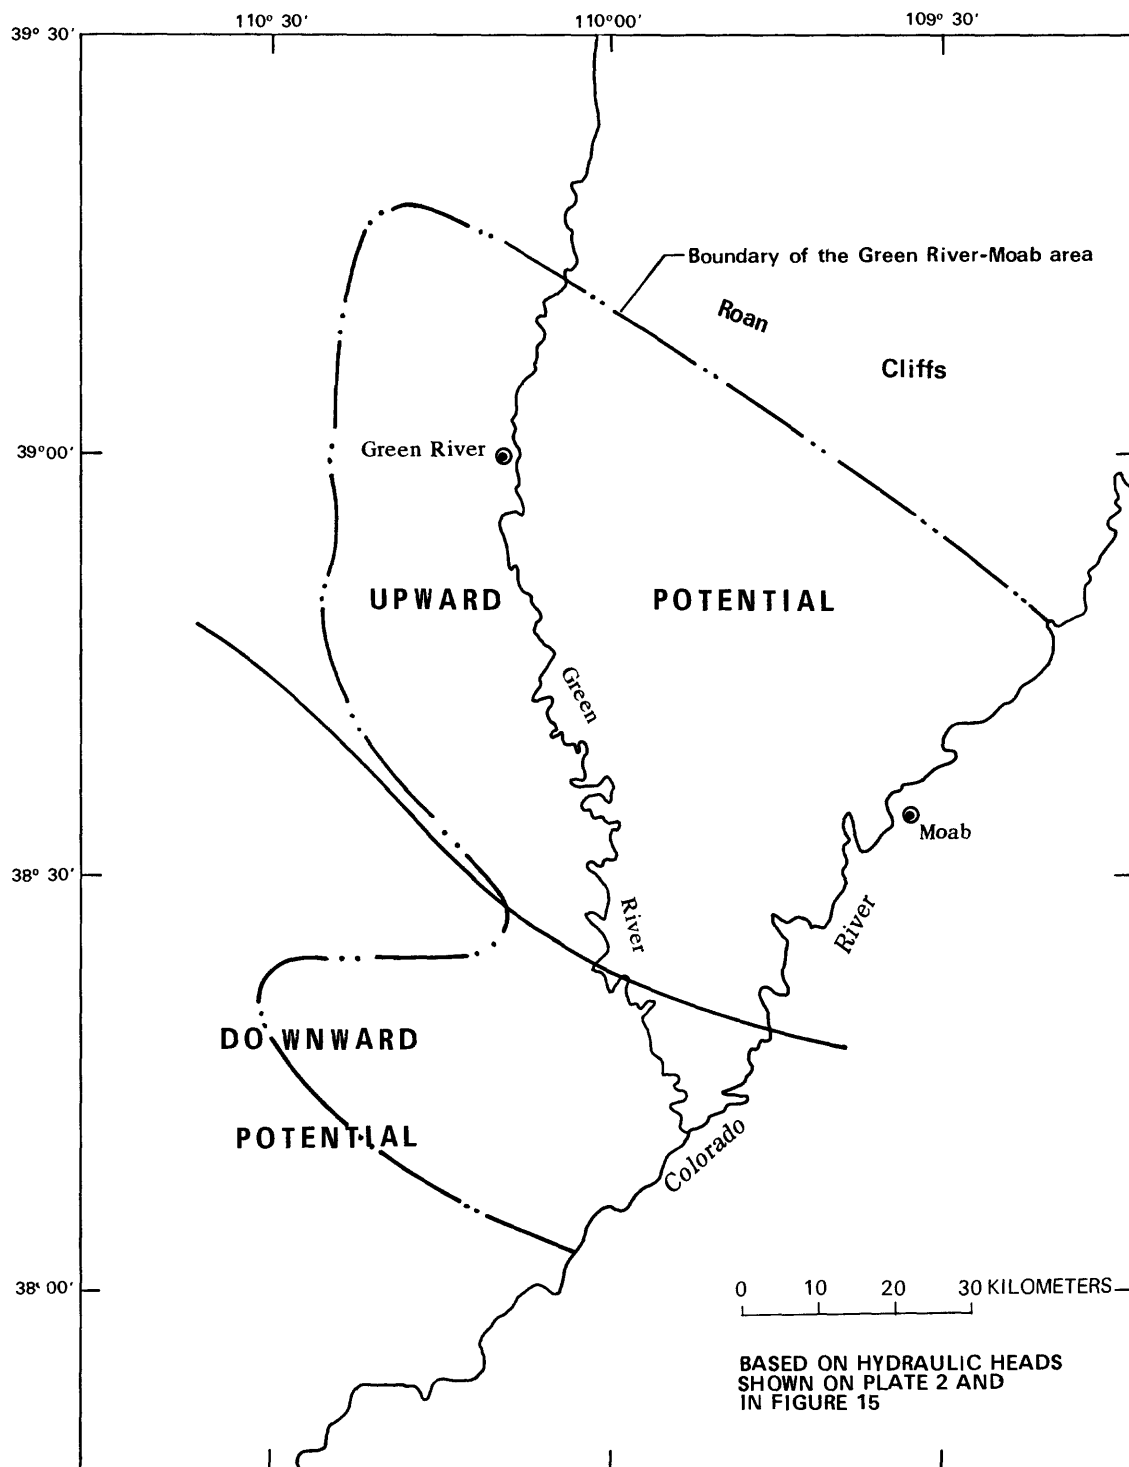 110° 30'
110°00'
109° 30'
39° 30'
Boundary of the Green River-Moab area
Roan
Cliffs
39°00'
Green River
UPWARD
POTENTIAL
Green
Moab
38° 30'
River
River
DOWNWARD
POTENTIAL
Colorado
38° 00'
0 10 20 30 KILOMETERS
BASED ON HYDRAULIC HEADS
SHOWN ON PLATE 2 AND
IN FIGURE 15